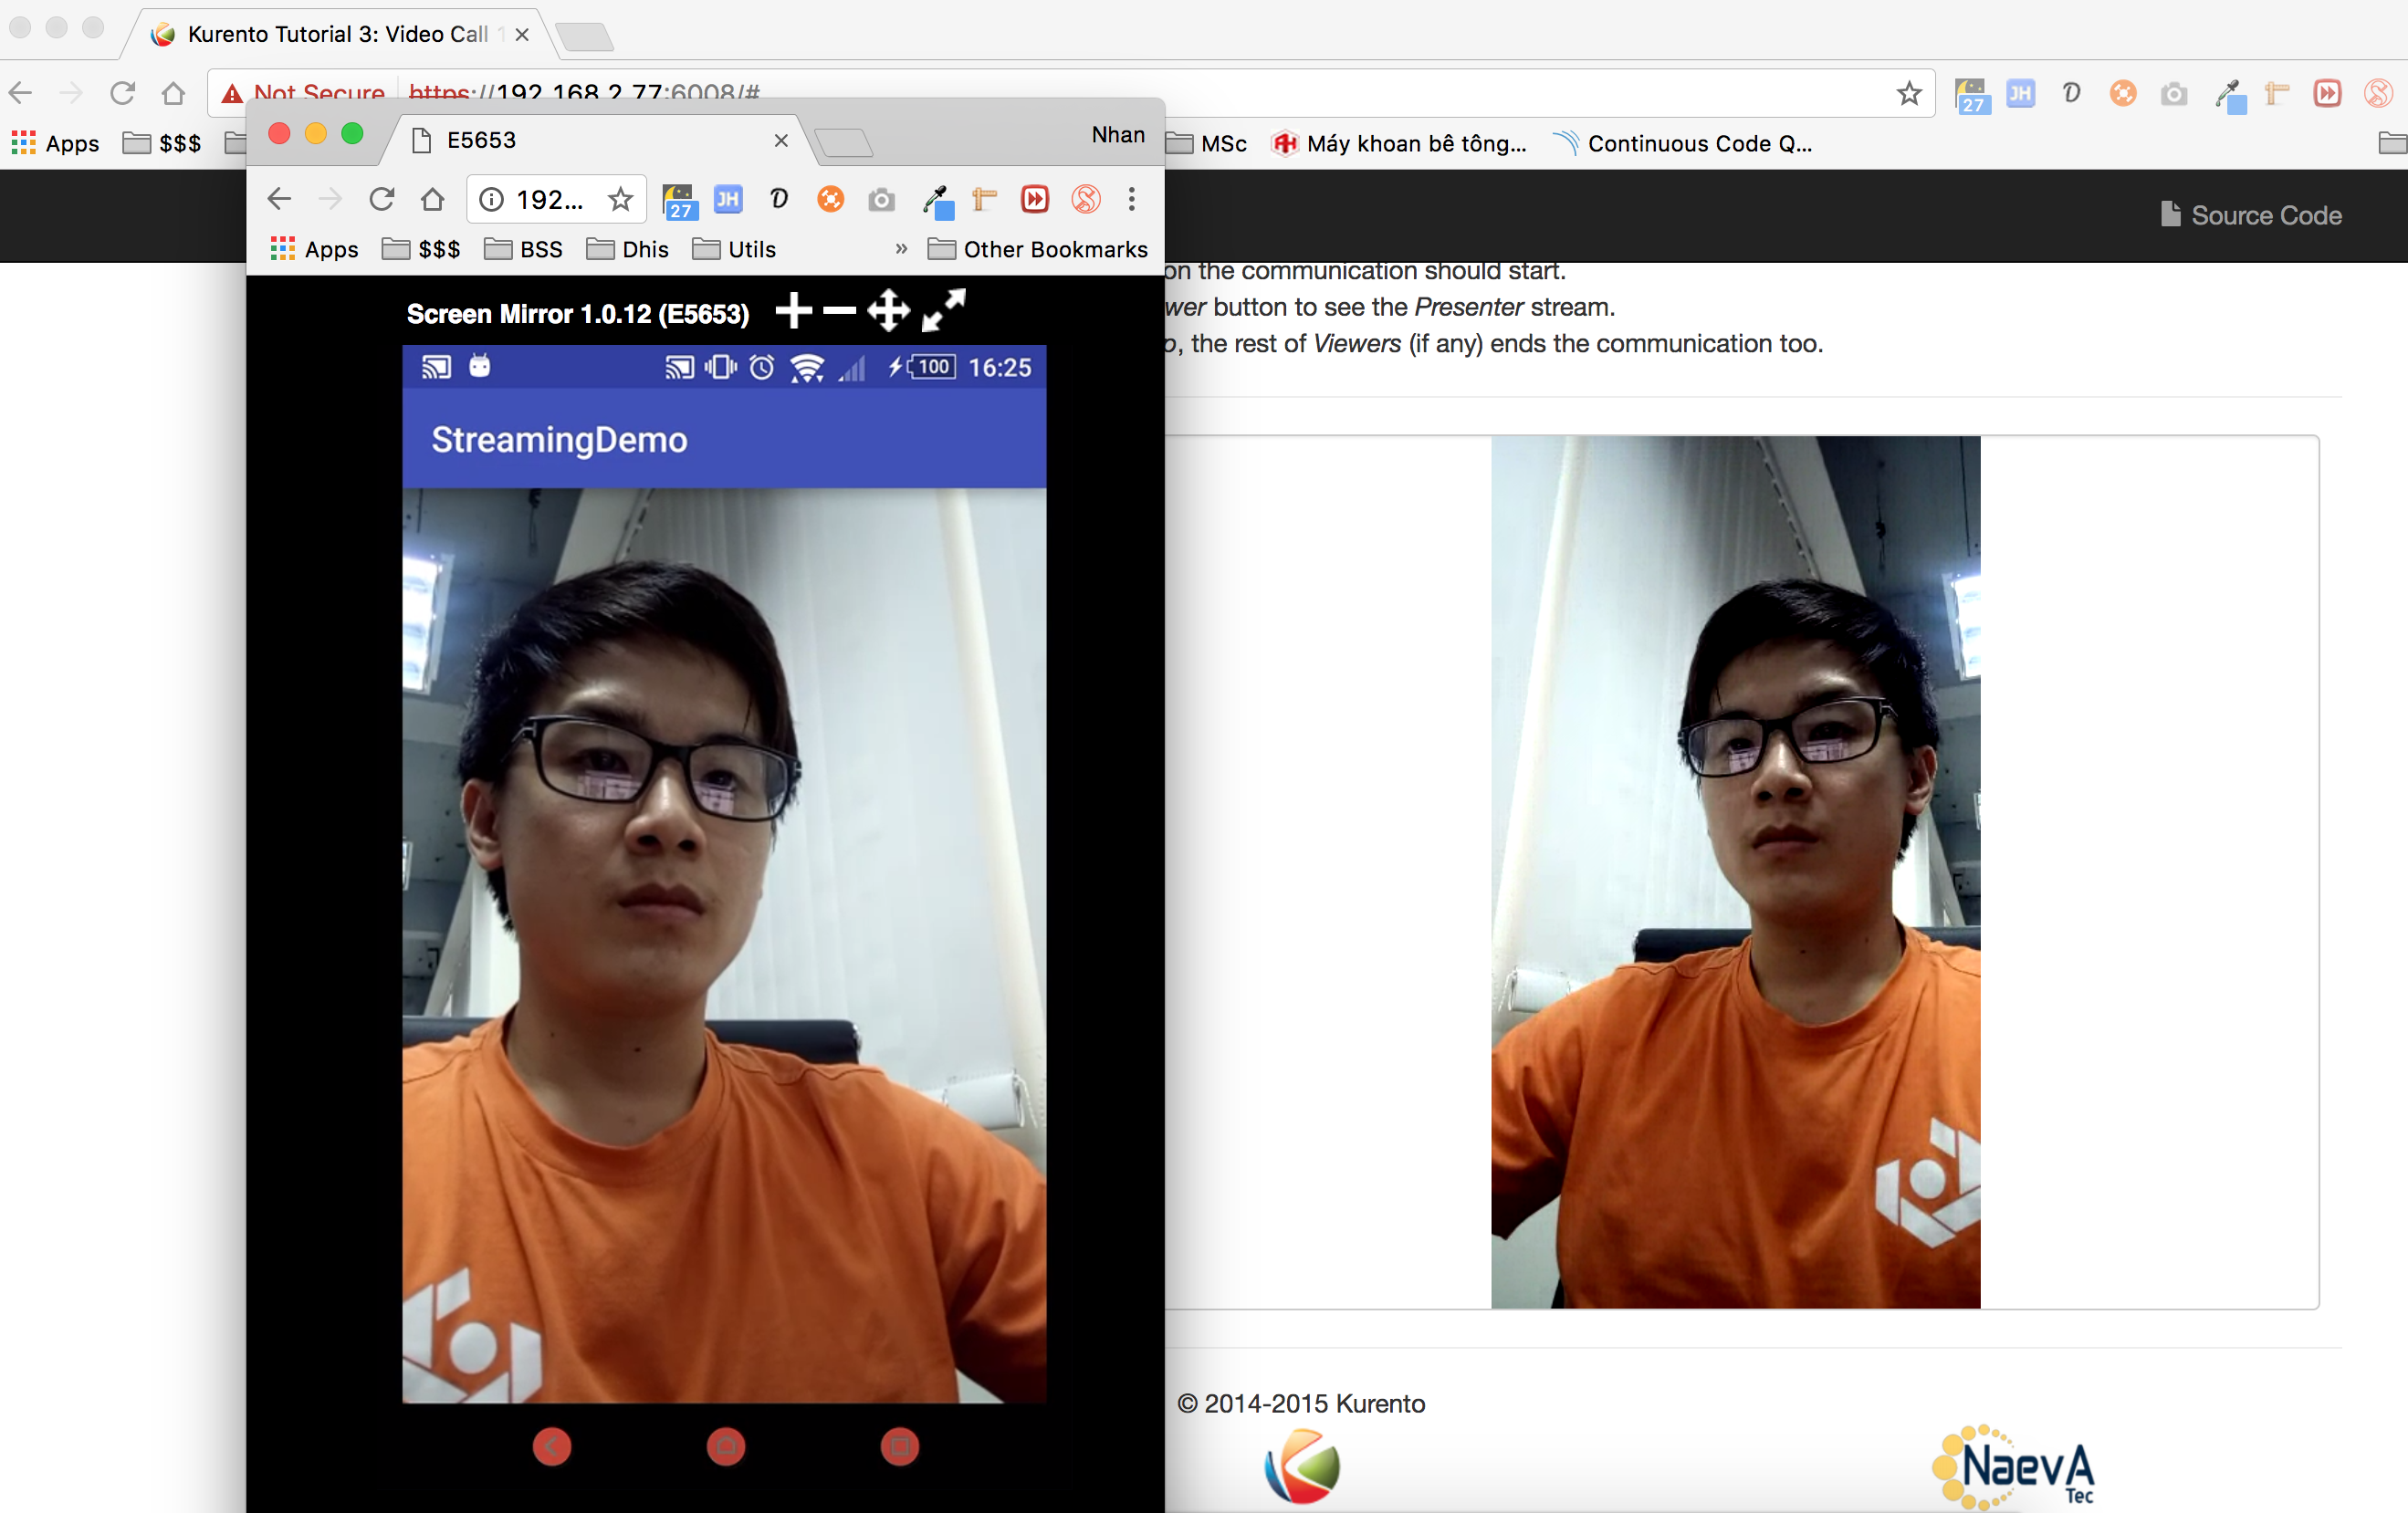 Kurento Tutorial 3: Video Call 1
Not Secure https://192.168.2.77:6008/#
27 JH D
Apps $$$ MSc Máy khoan bê tông... Continuous Code Q...
Source Code
E5653
Nhan
192...
27 JH D
Apps $$$ BSS Dhis Utils » Other Bookmarks
Screen Mirror 1.0.12 (E5653)
100 16:25
StreamingDemo
on the communication should start.
wer button to see the Presenter stream.
, the rest of Viewers (if any) ends the communication too.
© 2014-2015 Kurento
NaevA
Tec